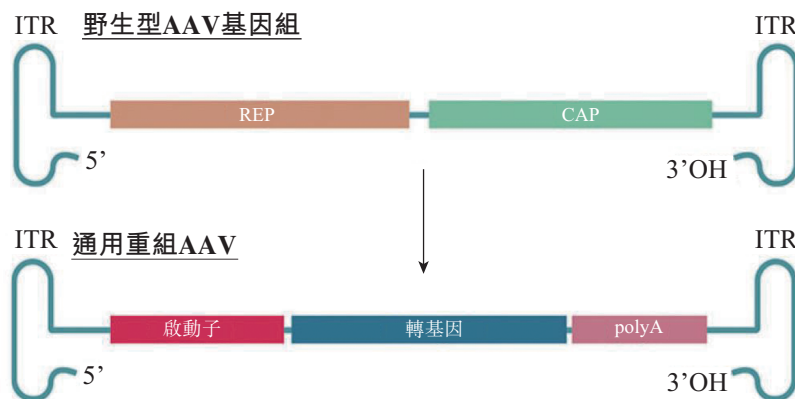 ITR 野生型AAV基因組 ITR
REP CAP
5’ 3’OH
ITR 通用重組AAV ITR
啟動子 轉基因 polyA
5’ 3’OH